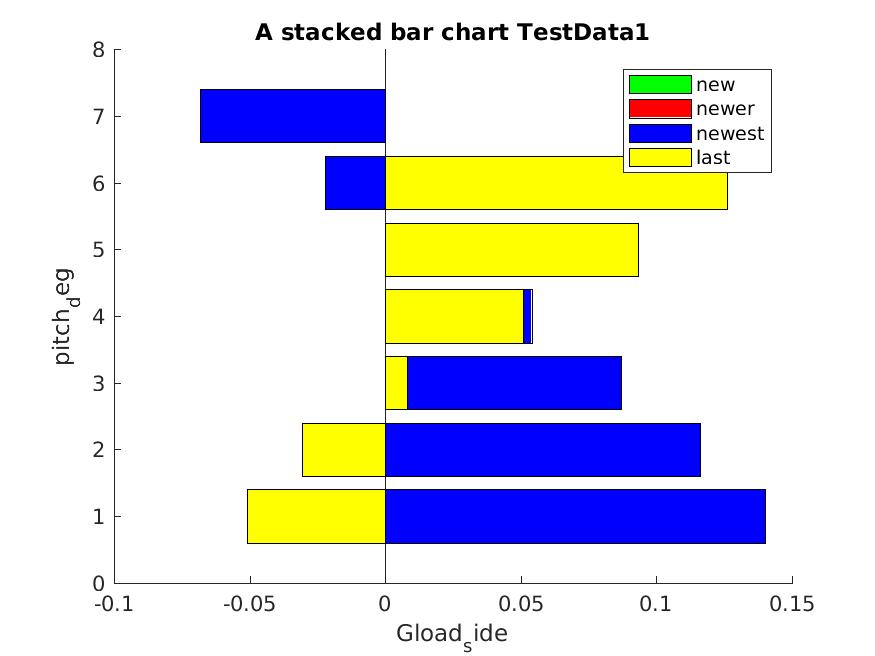 A stacked bar chart TestData1
8
7
6
5
4
3
2
1
0
pitch_deg
new
newer
newest
last
-0.1 -0.05 0 0.05 0.1 0.15
Gload_side